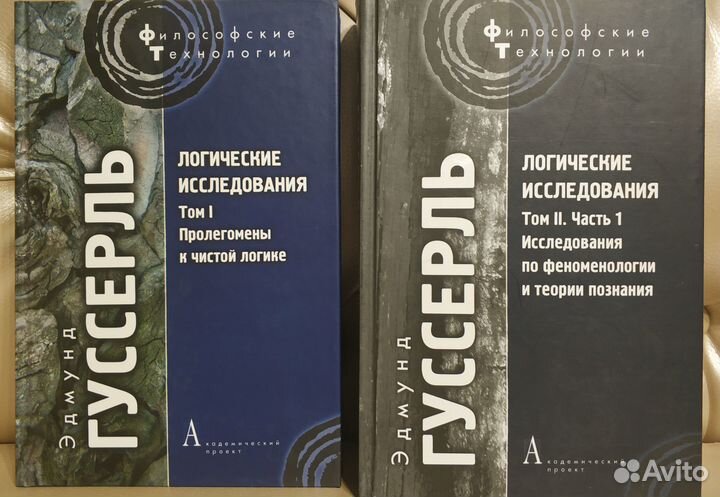 Философские
Технологии
Эдмунд
ГУССЕРЛЬ
ЛОГИЧЕСКИЕ
ИССЛЕДОВАНИЯ
Том I
Пролегомены
к чистой логике
Академический
проект
Философские
Технологии
Эдмунд
ГУССЕРЛЬ
ЛОГИЧЕСКИЕ
ИССЛЕДОВАНИЯ
Том II. Часть 1
Исследования
по феноменологии
и теории познания
Академический
проект
Avito